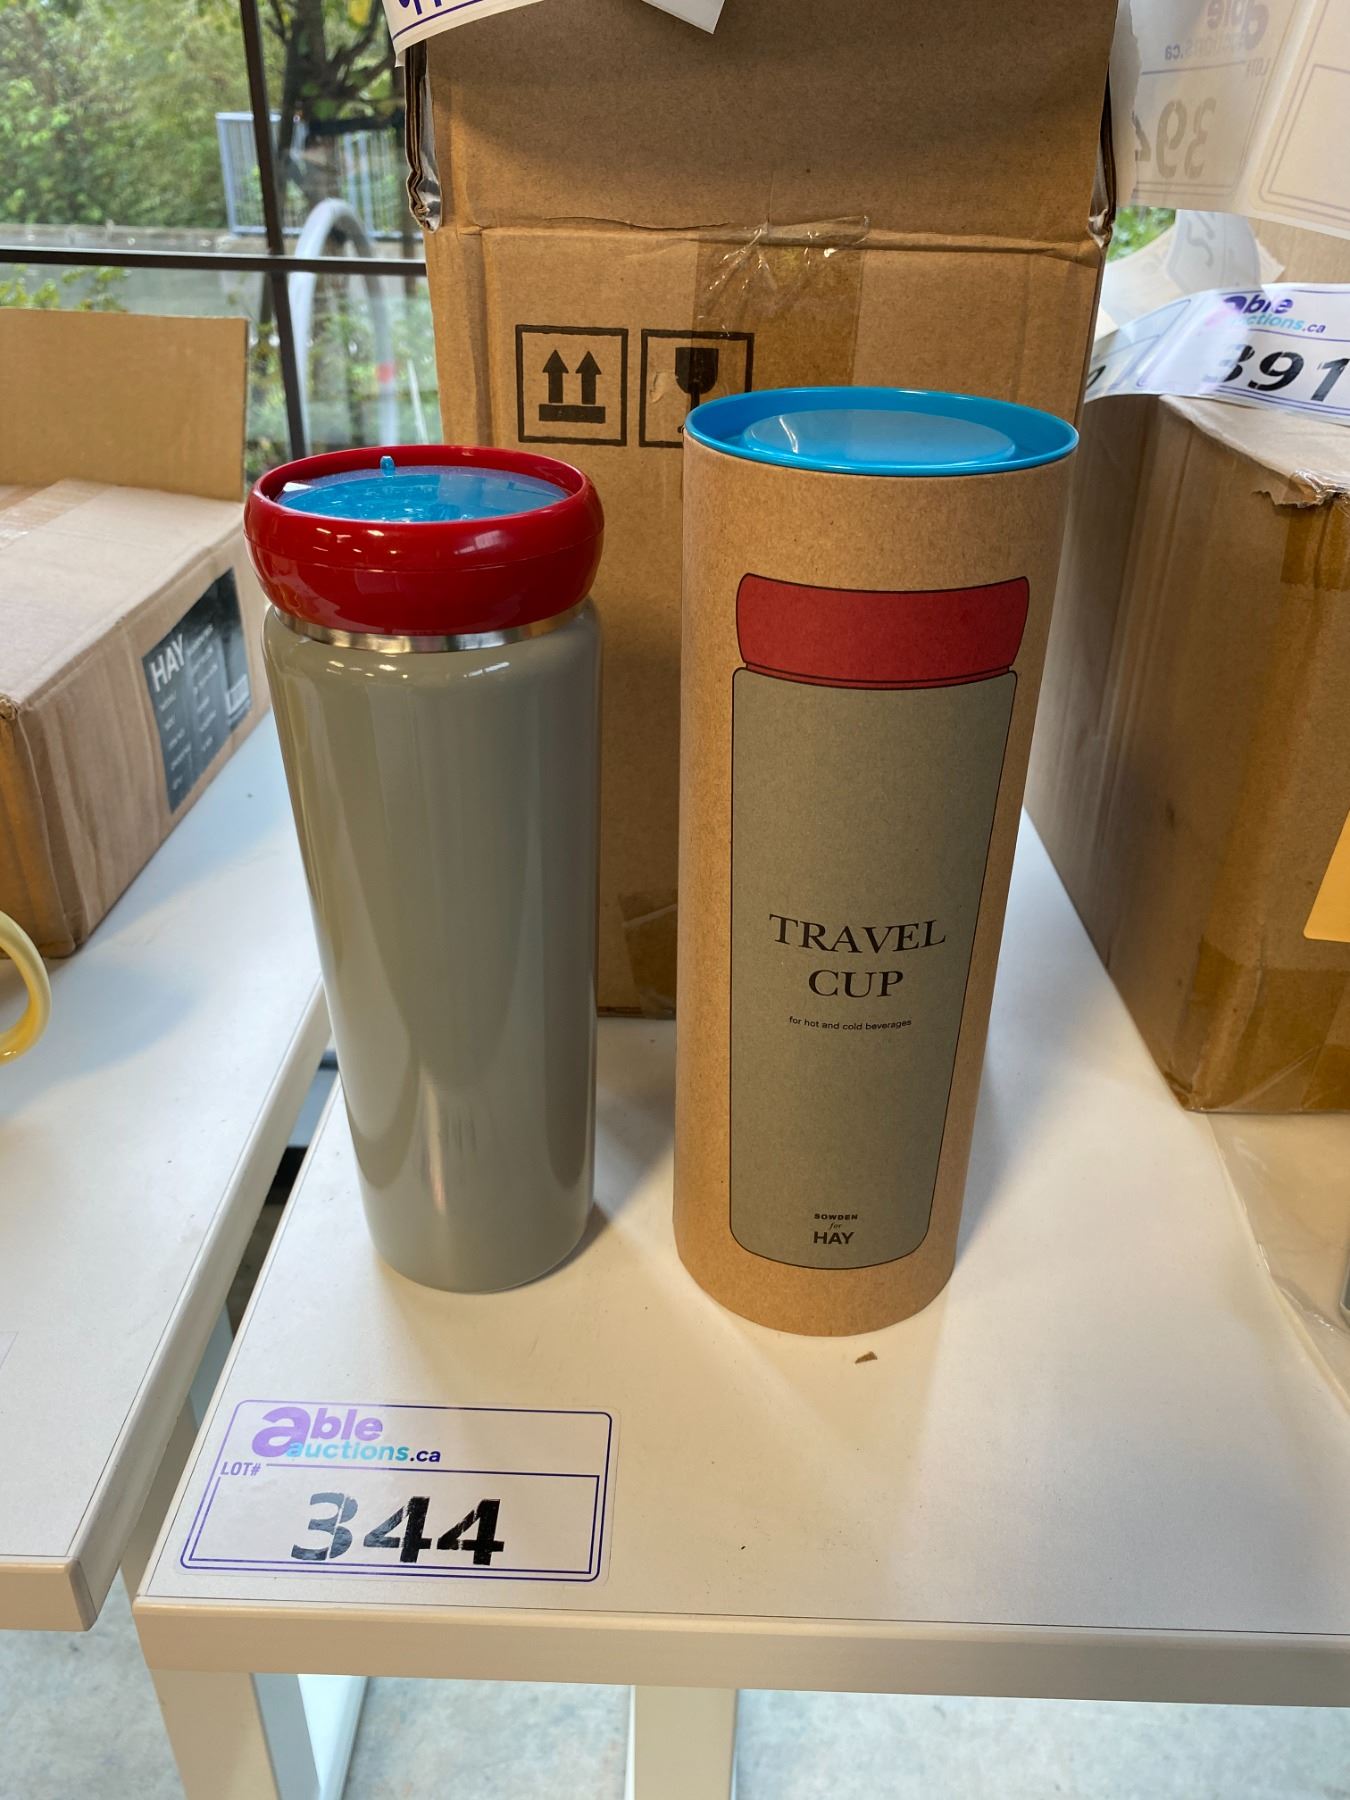 able
auctions.ca
391
HAY
TRAVEL
CUP
for hot and cold beverages
SOWDEN
for
HAY
able
auctions.ca
LOT#
344